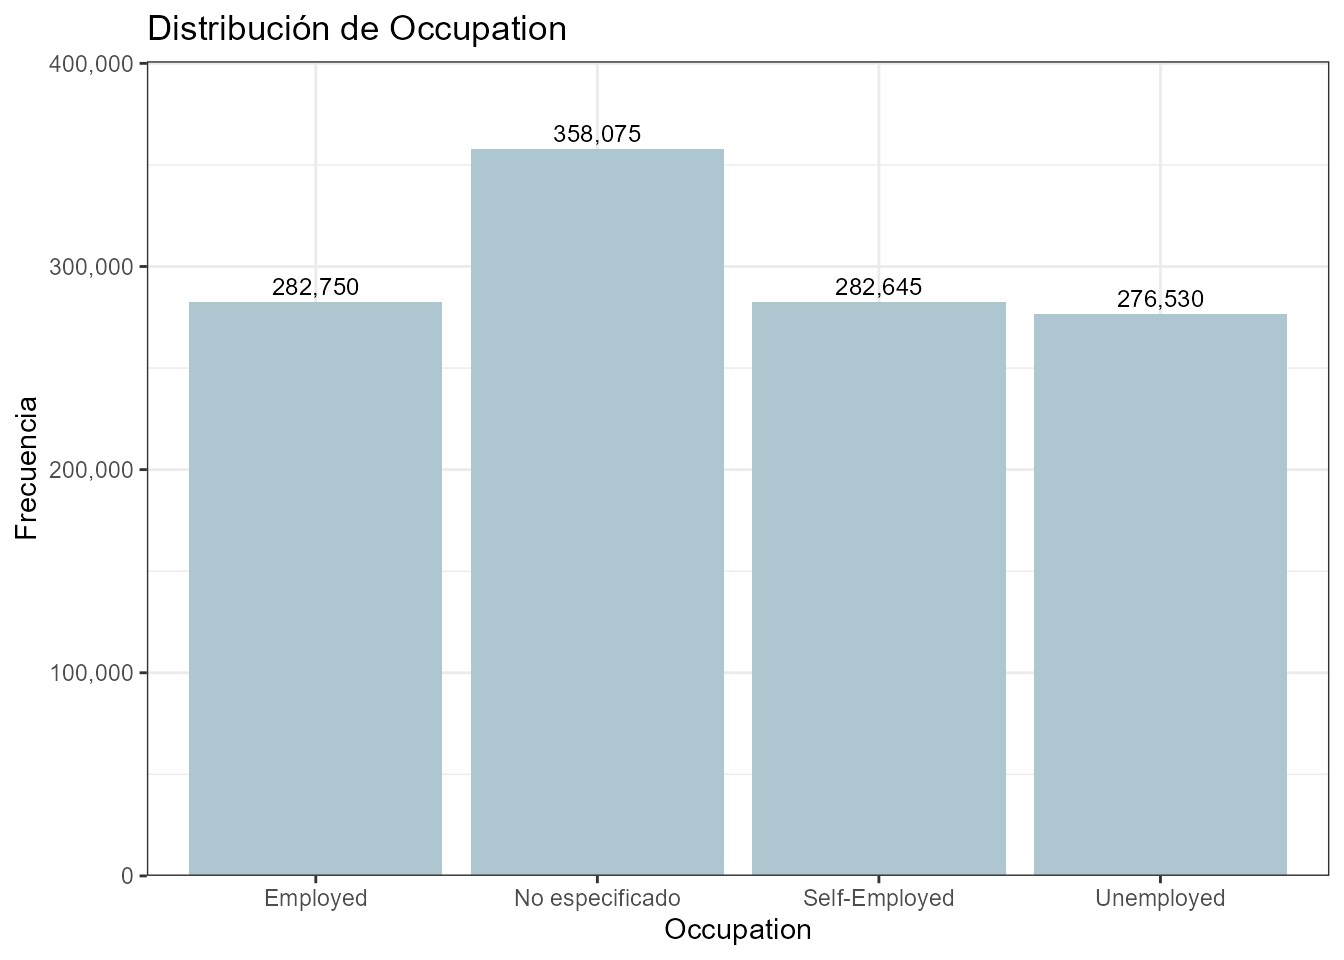 Distribución de Occupation
400,000
300,000
200,000
100,000
0
Frecuencia
282,750
358,075
282,645
276,530
Employed
No especificado
Self-Employed
Unemployed
Occupation